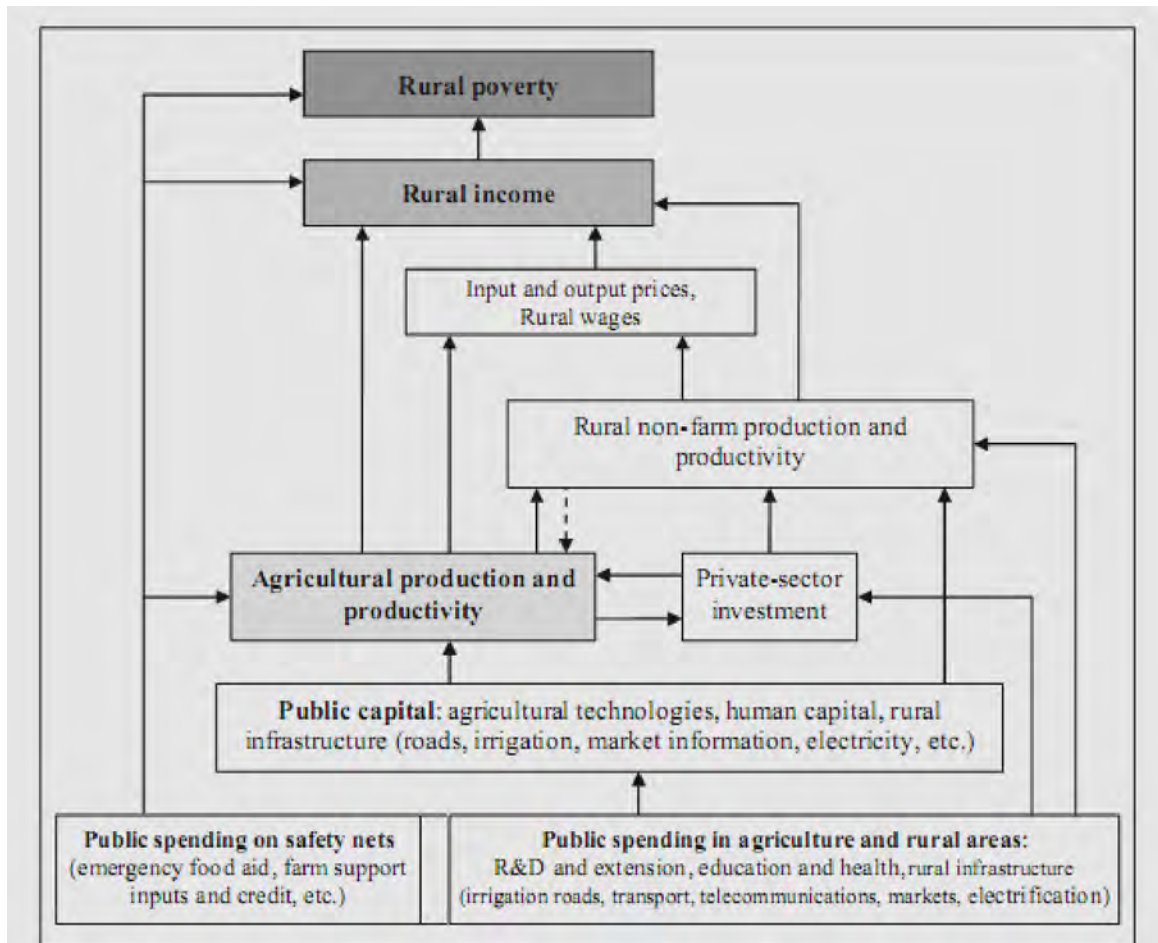 Rural poverty
Rural income
Input and output prices,
Rural wages
Rural non-farm production and
productivity
Agricultural production and
productivity
Private-sector
investment
Public capital: agricultural technologies, human capital, rural
infrastructure (roads, irrigation, market information, electricity, etc.)
Public spending on safety nets
(emergency food aid, farm support
inputs and credit, etc.)
Public spending in agriculture and rural areas:
R&D and extension, education and health, rural infrastructure
(irrigation roads, transport, telecommunications, markets, electrification)